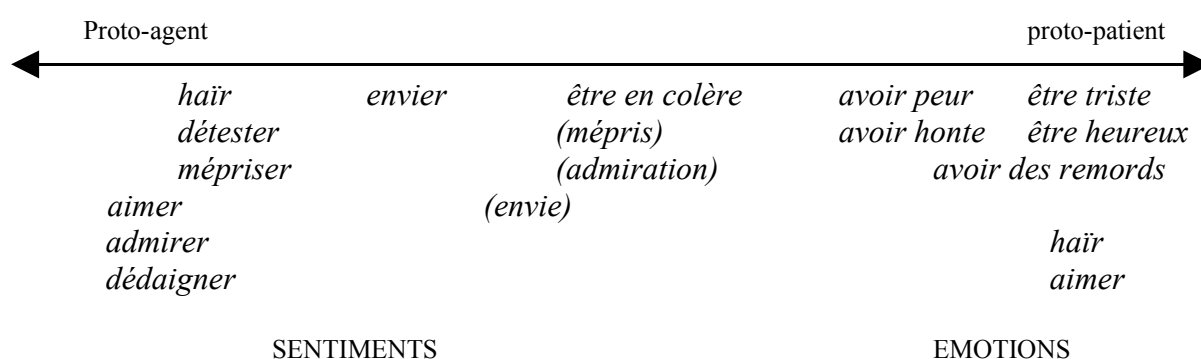 Proto-agent proto-patient
haïr envier être en colère avoir peur être triste
détester (mépris) avoir honte être heureux
mépriser (admiration) avoir des remords
aimer (envie)
admirer haïr
dédaigner aimer
SENTIMENTS EMOTIONS